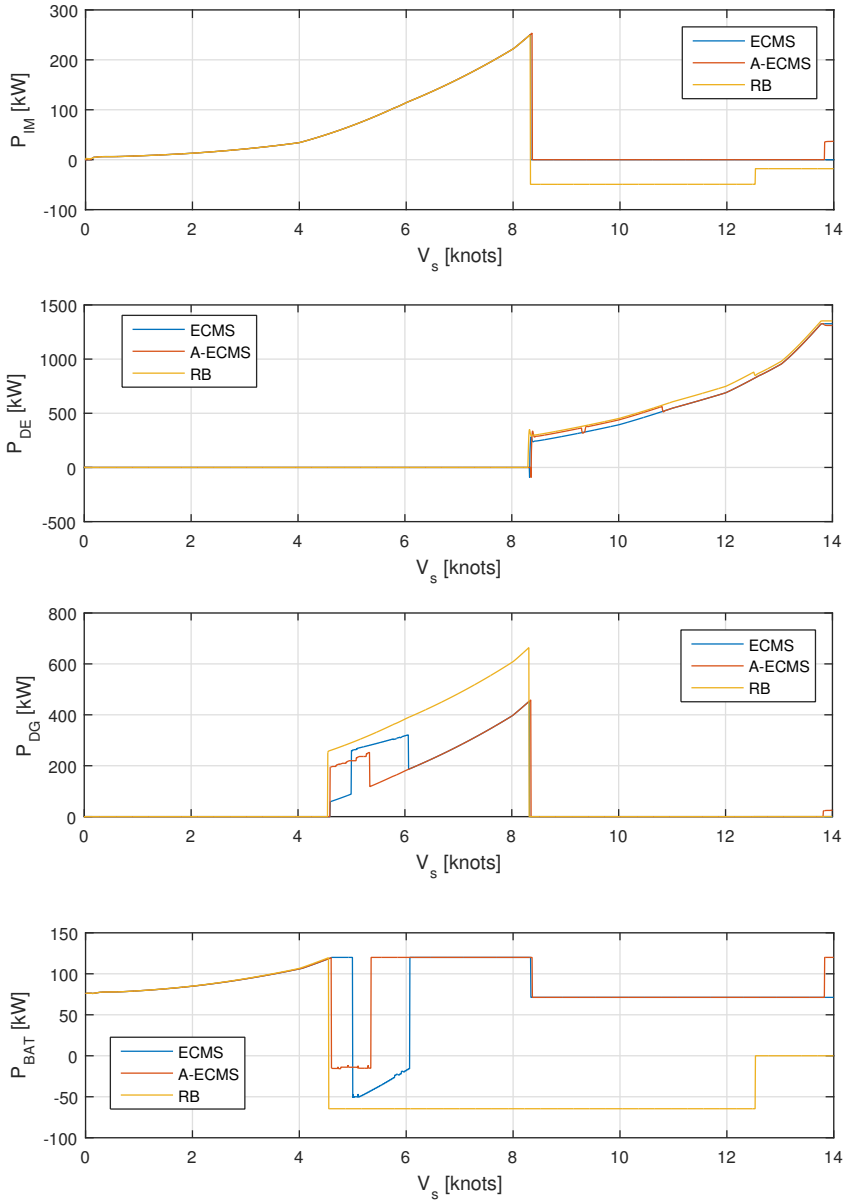 300
200
100
0
-100
P_IM [kW]
ECMS
A-ECMS
RB
0 2 4 6 8 10 12 14
V_s [knots]
1500
1000
500
0
-500
P_DE [kW]
ECMS
A-ECMS
RB
0 2 4 6 8 10 12 14
V_s [knots]
800
600
400
200
0
P_DG [kW]
ECMS
A-ECMS
RB
0 2 4 6 8 10 12 14
V_s [knots]
150
100
50
0
-50
-100
P_BAT [kW]
ECMS
A-ECMS
RB
0 2 4 6 8 10 12 14
V_s [knots]